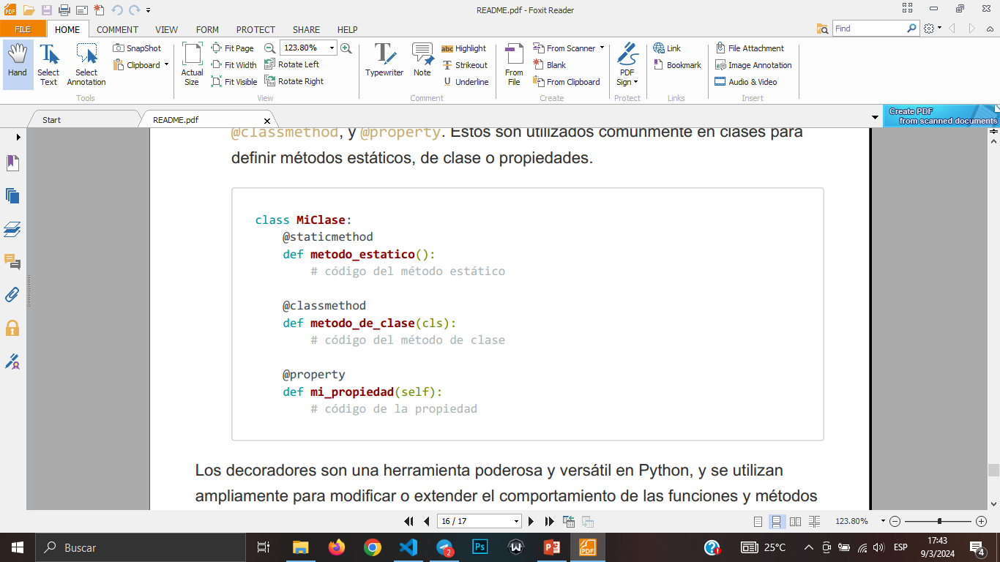 README.pdf - Foxit Reader
FILE HOME COMMENT VIEW FORM PROTECT SHARE HELP
Find
Hand
Select Text
Select Annotation
SnapShot
Clipboard
Tools
Actual Size
Fit Page
Fit Width
Fit Visible
123.80%
Rotate Left
Rotate Right
View
Typewriter
Note
Highlight
Strikeout
Underline
Comment
From File
From Scanner
Blank
From Clipboard
Create
PDF Sign
Protect
Link
Bookmark
Links
File Attachment
Image Annotation
Audio & Video
Insert
Start
README.pdf
Create PDF
from scanned documents
@classmethod, y @property. Estos son utilizados comúnmente en clases para
definir métodos estáticos, de clase o propiedades.
class MiClase:
@staticmethod
def metodo_estatico():
# código del método estático
@classmethod
def metodo_de_clase(cls):
# código del método de clase
@property
def mi_propiedad(self):
# código de la propiedad
Los decoradores son una herramienta poderosa y versátil en Python, y se utilizan
ampliamente para modificar o extender el comportamiento de las funciones y métodos
16 / 17
123.80%
Buscar
2
Ps
25°C
ESP
17:43
9/3/2024
4